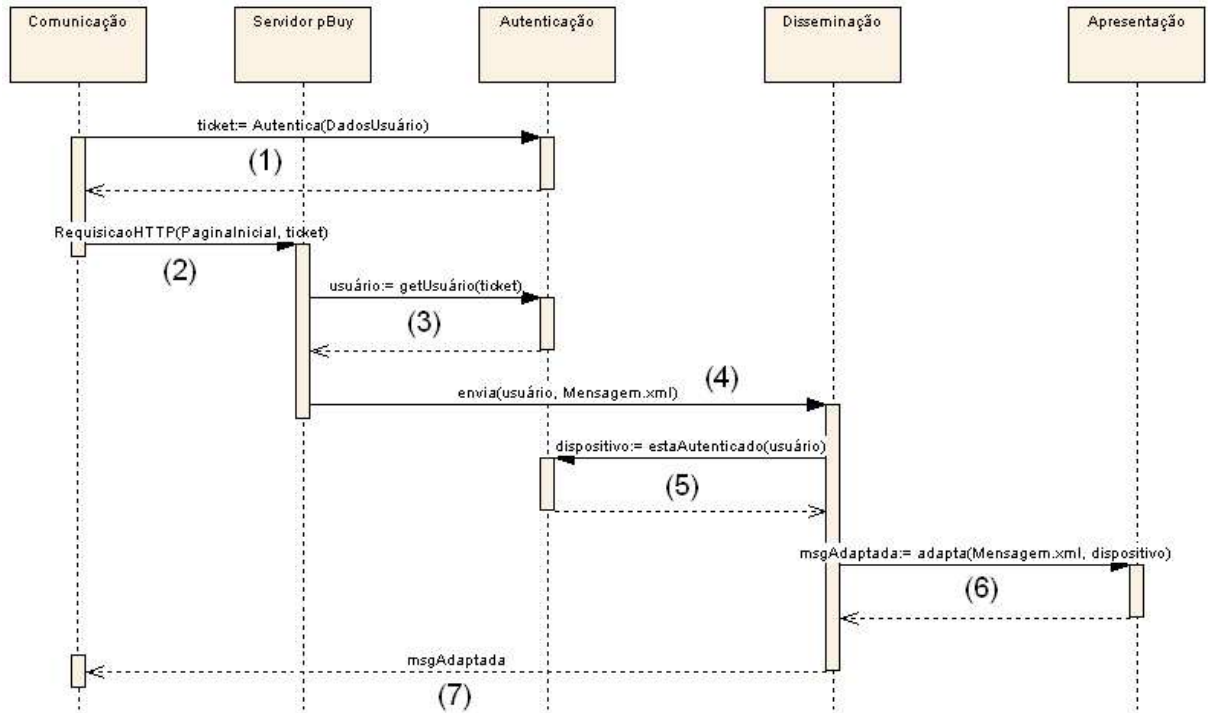 Comunicação
Servidor pBuy
Autenticação
Disseminação
Apresentação
ticket:= Autentica(DadosUsuário)
(1)
RequisicaoHTTP(PaginaInicial, ticket)
(2)
usuário:= getUsuário(ticket)
(3)
(4)
envia(usuário, Mensagem.xml)
dispositivo:= estaAutenticado(usuário)
(5)
msgAdaptada:= adapta(Mensagem.xml, dispositivo)
(6)
msgAdaptada
(7)